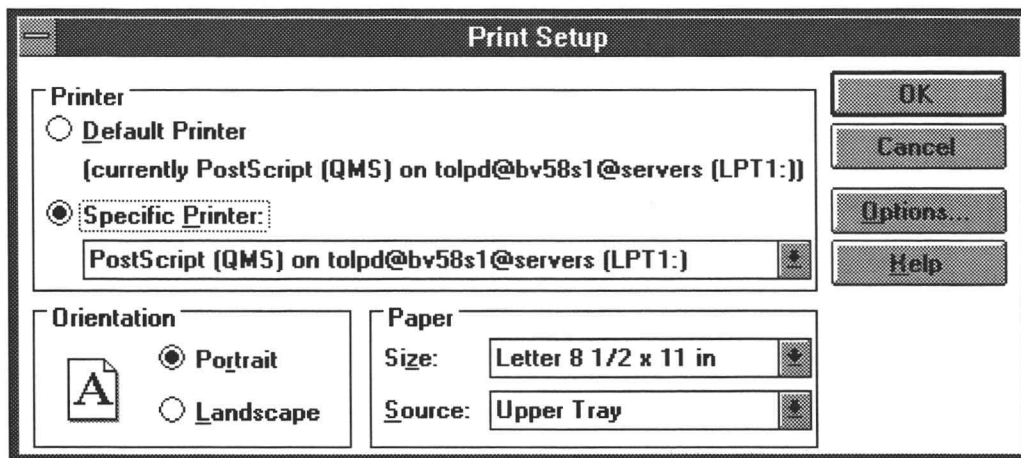 Print Setup
Printer
Default Printer
(currently PostScript (QMS) on tolpd@bv58s1@servers (LPT1:))
Specific Printer:
PostScript (QMS) on tolpd@bv58s1@servers (LPT1:)
OK
Cancel
Options...
Help
Orientation
A
Portrait
Landscape
Paper
Size: Letter 8 1/2 x 11 in
Source: Upper Tray